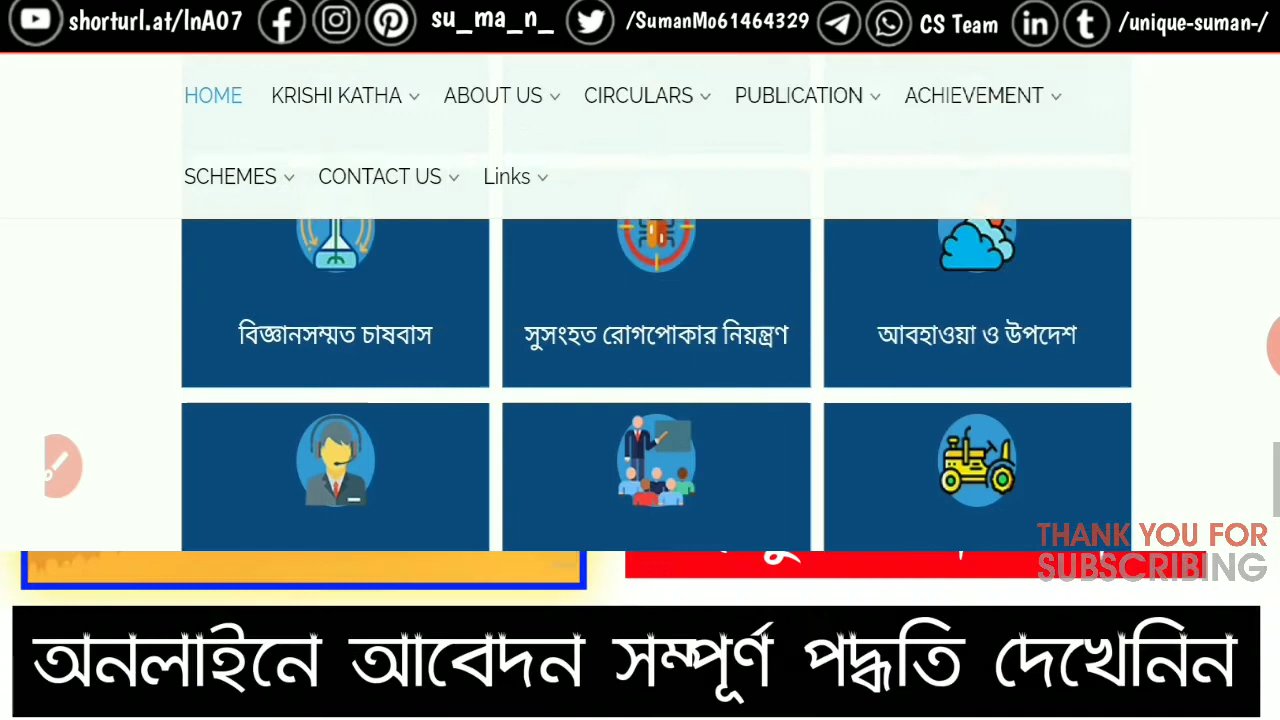 shorturl.at/lnA07 su_ma_n_ /SumanMo61464329 CS Team /unique-suman-/
HOME KRISHI KATHA ABOUT US CIRCULARS PUBLICATION ACHIEVEMENT
SCHEMES CONTACT US Links
বিজ্ঞানসম্মত চাষবাস সুসংহত রোগপোকার নিয়ন্ত্রণ আবহাওয়া ও উপদেশ
THANK YOU FOR
SUBSCRIBING
অনলাইনে আবেদন সম্পূর্ণ পদ্ধতি দেখেনিন